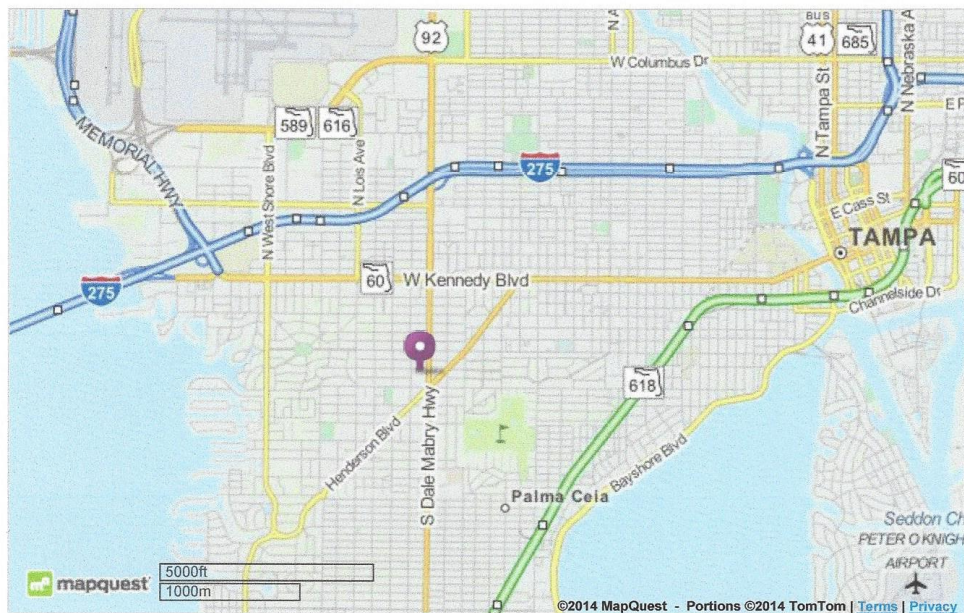 92
BUS
41
685
N A
N Nebraska A
W Columbus Dr
N Tampa St
E P
589
616
MEMORIAL HWY
N West Shore Blvd
N Lois Ave
275
60
E Cass St
TAMPA
60
W Kennedy Blvd
275
Channelside Dr
618
Henderson Blvd
S Dale Mabry Hwy
Bayshore Blvd
Palma Ceia
Seddon Ch
PETER O KNIGH
AIRPORT
mapquest
5000ft
1000m
©2014 MapQuest - Portions ©2014 TomTom | Terms | Privacy